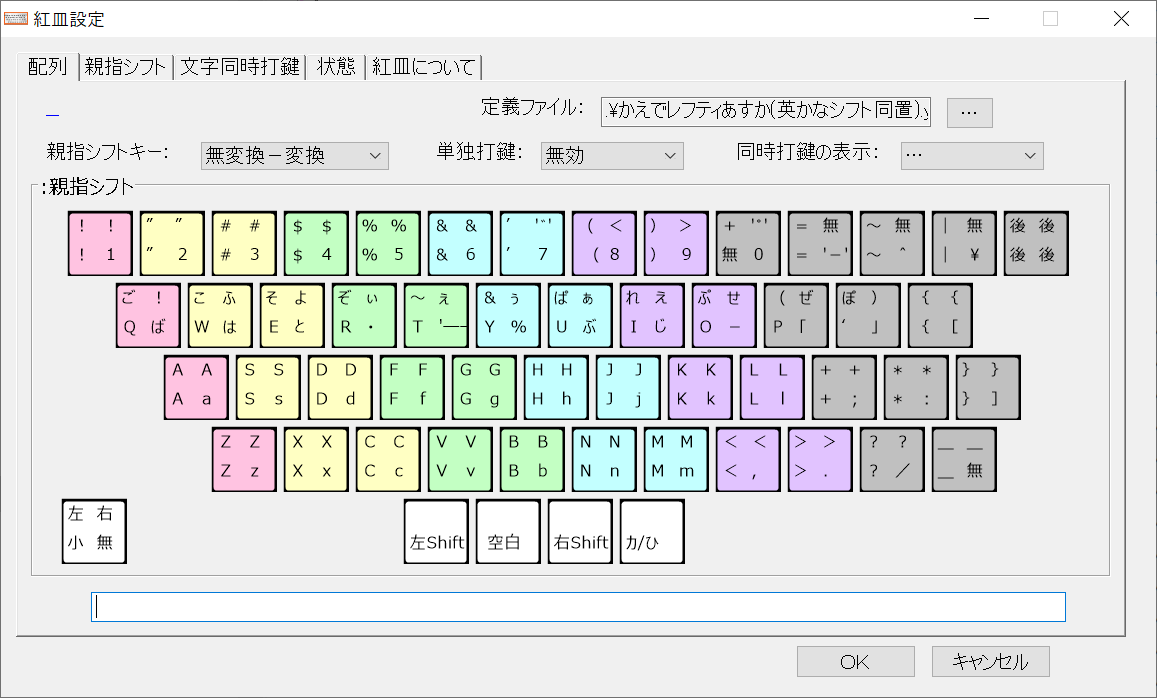 紅皿設定
配列 親指シフト 文字同時打鍵 状態 紅皿について
定義ファイル: .¥かえでレフティあすか(英かなシフト同置).y ...
親指シフトキー: 無変換－変換 単独打鍵: 無効 同時打鍵の表示: ...
:親指シフト
! ! ” ” # # $ $ % % & & ’ '゛' ( < ) > + '゜' = 無 ～ 無 | 無 後 後
! 1 ” 2 # 3 $ 4 % 5 & 6 ’ 7 ( 8 ) 9 無 0 = '－' ～ ＾ | ¥ 後 後
ご ! こ ふ そ よ ぞ ぃ ～ ぇ & ぅ ぱ ぁ れ え ぷ せ ( ぜ ぽ ) { {
Q ば W は E と R ・ T '― Y % U ぶ I じ O － P 「 ‘ 」 { [
A A S S D D F F G G H H J J K K L L + + * * } }
A a S s D d F f G g H h J j K k L l + ; * : } ]
Z Z X X C C V V B B N N M M < < > > ? ? ＿ ＿
Z z X x C c V v B b N n M m < , > . ? ／ ＿ 無
左 右
小 無 左Shift 空白 右Shift ｶ/ひ
OK キャンセル